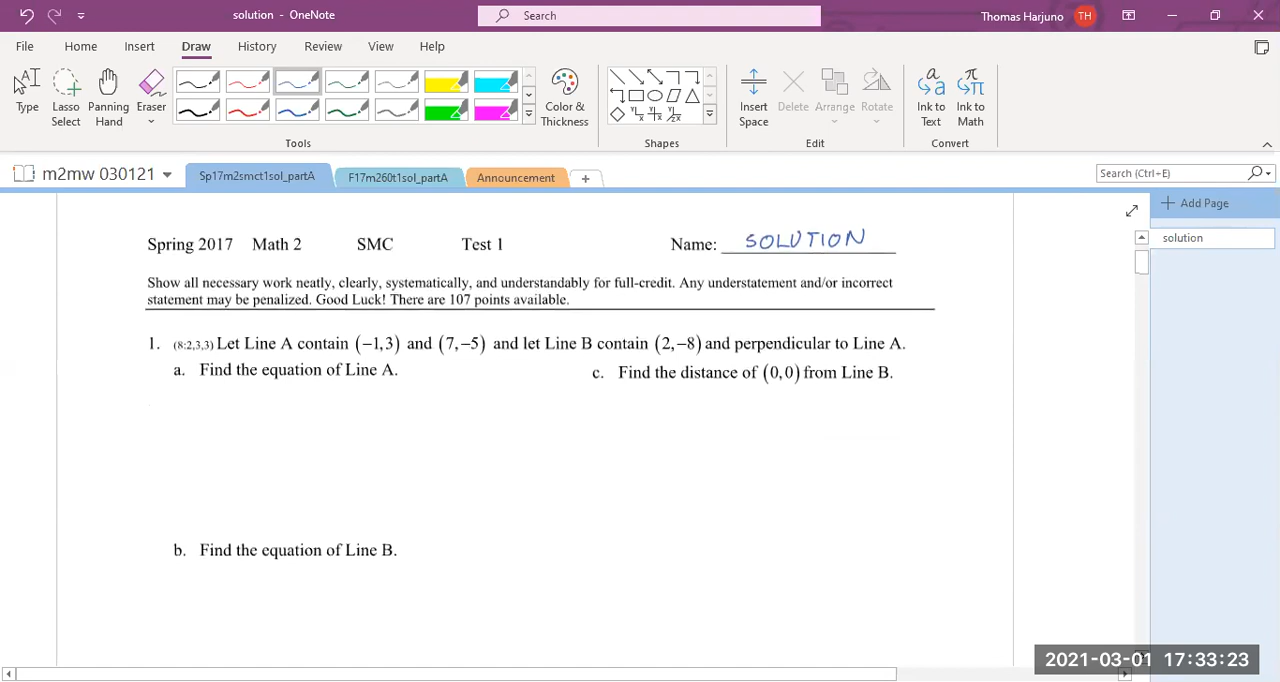 solution - OneNote
Search
Thomas Harjuno TH
File Home Insert Draw History Review View Help
Type
Lasso Select
Panning Hand
Eraser
Color & Thickness
Insert Space
Delete
Arrange
Rotate
Ink to Text
Ink to Math
Tools Shapes Edit Convert
m2mw 030121 Sp17m2smct1sol_partA F17m260t1sol_partA Announcement + Search (Ctrl+E)
Add Page
solution
Spring 2017 Math 2 SMC Test 1 Name: SOLUTION
Show all necessary work neatly, clearly, systematically, and understandably for full-credit. Any understatement and/or incorrect
statement may be penalized. Good Luck! There are 107 points available.
1. (8:2,3,3) Let Line A contain (−1,3) and (7,−5) and let Line B contain (2,−8) and perpendicular to Line A.
a. Find the equation of Line A.
c. Find the distance of (0,0) from Line B.
b. Find the equation of Line B.
2021-03-01 17:33:23